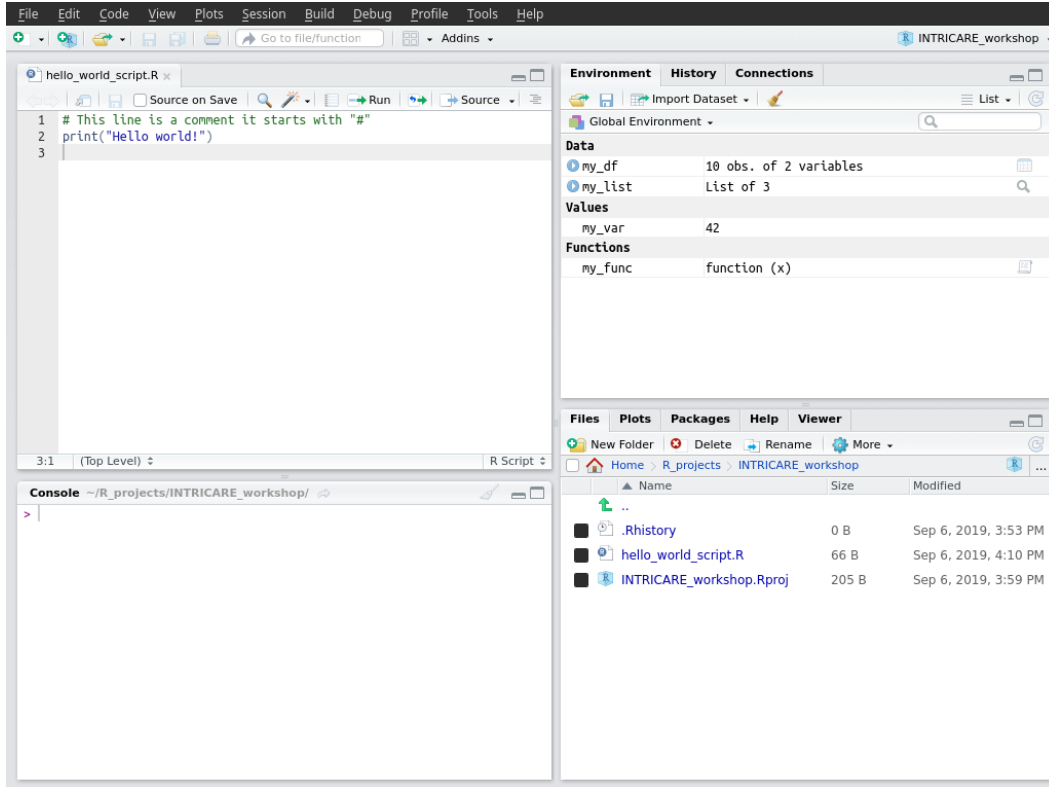 File Edit Code View Plots Session Build Debug Profile Tools Help
Go to file/function Addins INTRICARE_workshop
hello_world_script.R
Source on Save Run Source
1 # This line is a comment it starts with "#"
2 print("Hello world!")
3
3:1 (Top Level) R Script
Console ~/R_projects/INTRICARE_workshop/
>
Environment History Connections
Import Dataset List
Global Environment
Data
my_df 10 obs. of 2 variables
my_list List of 3
Values
my_var 42
Functions
my_func function (x)
Files Plots Packages Help Viewer
New Folder Delete Rename More
Home > R_projects > INTRICARE_workshop ...
Name Size Modified
..
.Rhistory 0 B Sep 6, 2019, 3:53 PM
hello_world_script.R 66 B Sep 6, 2019, 4:10 PM
INTRICARE_workshop.Rproj 205 B Sep 6, 2019, 3:59 PM